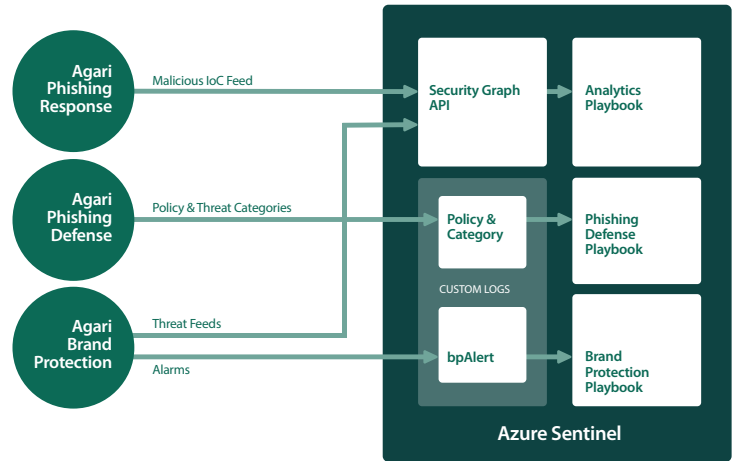 Agari
Phishing
Response
Malicious IoC Feed
Security Graph
API
Analytics
Playbook
Agari
Phishing
Defense
Policy & Threat Categories
Policy &
Category
Phishing
Defense
Playbook
CUSTOM LOGS
Agari
Brand
Protection
Threat Feeds
Alarms
bpAlert
Brand
Protection
Playbook
Azure Sentinel